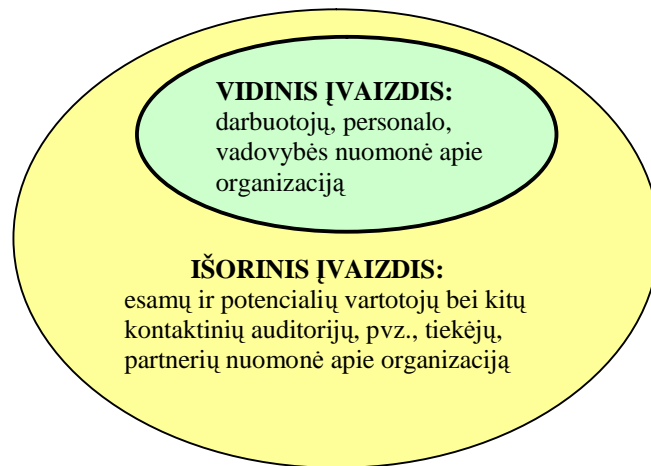 VIDINIS ĮVAIZDIS:
darbuotojų, personalo,
vadovybės nuomonė apie
organizaciją
IŠORINIS ĮVAIZDIS:
esamų ir potencialių vartotojų bei kitų
kontaktinių auditorijų, pvz., tiekėjų,
partnerių nuomonė apie organizaciją